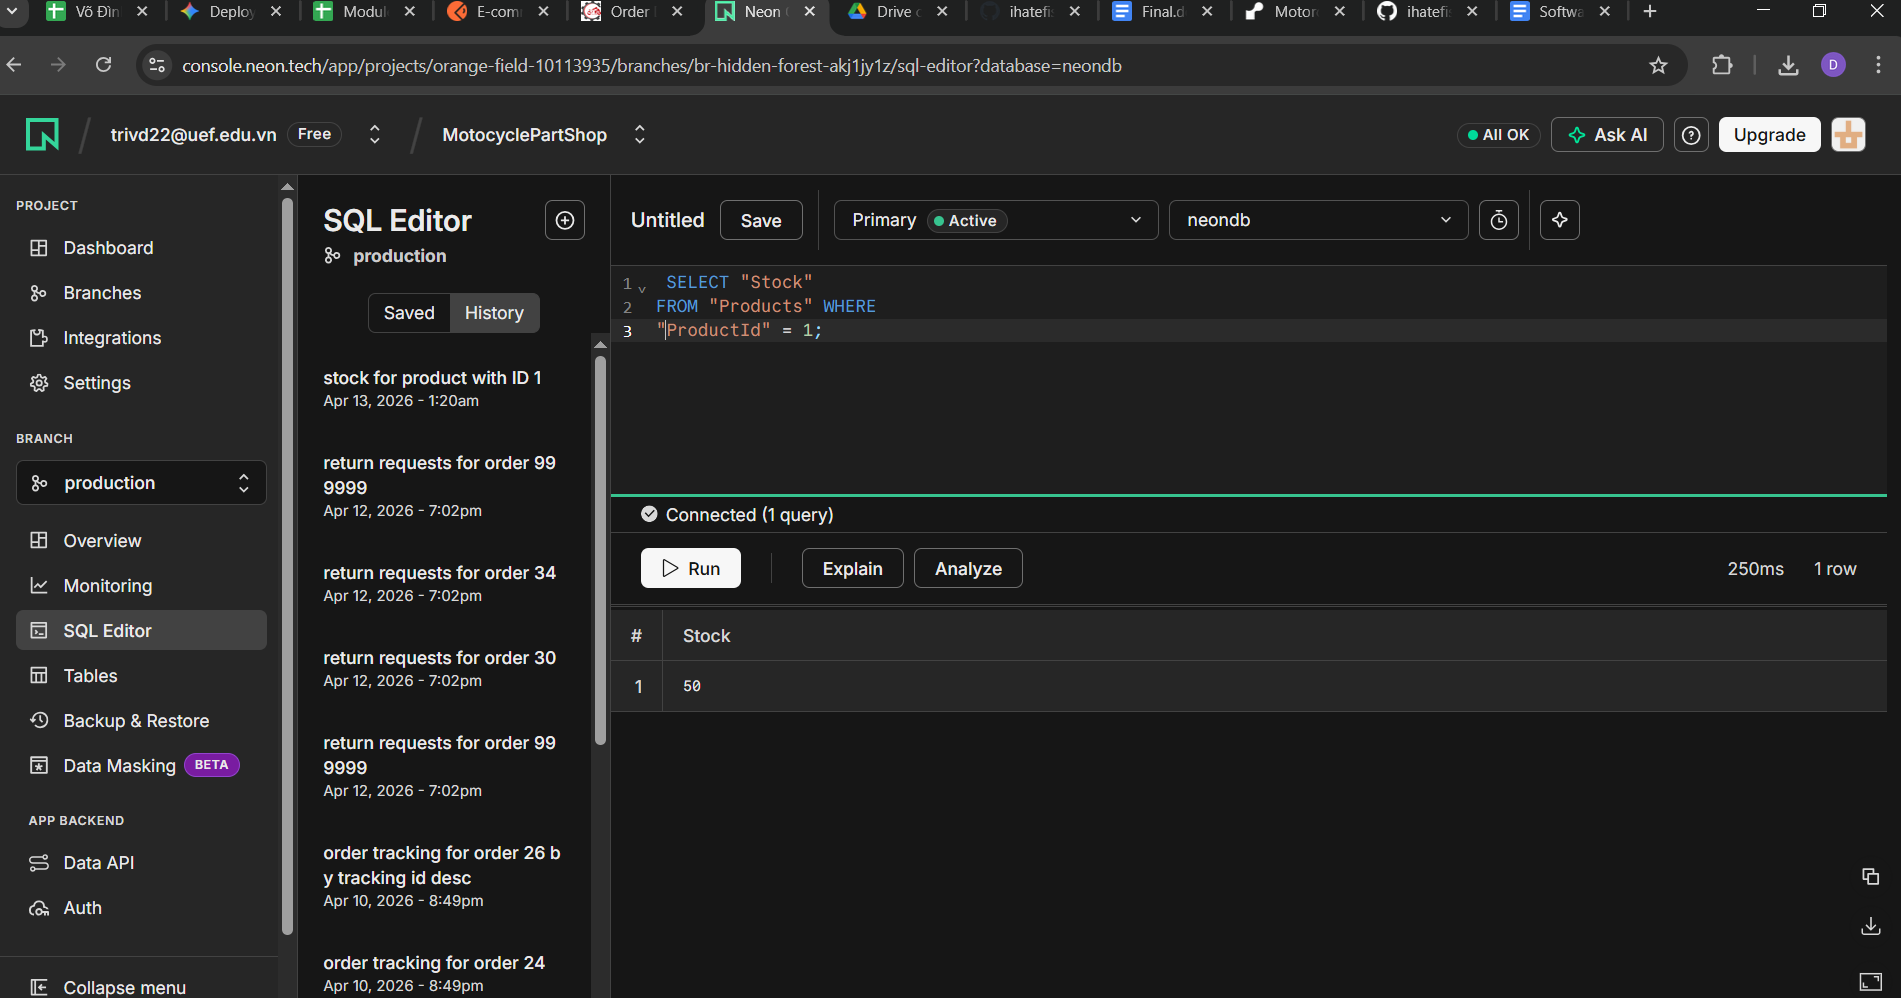 Võ Đìn
Deploy
Modul
E-com
Order
Neon
Drive
ihatefi
Final.d
Motor
ihatefi
Softwa
console.neon.tech/app/projects/orange-field-10113935/branches/br-hidden-forest-akj1jy1z/sql-editor?database=neondb
D
trivd22@uef.edu.vn
Free
MotocyclePartShop
All OK
Ask AI
Upgrade
PROJECT
Dashboard
Branches
Integrations
Settings
BRANCH
production
Overview
Monitoring
SQL Editor
Tables
Backup & Restore
Data Masking BETA
APP BACKEND
Data API
Auth
Collapse menu
SQL Editor
production
Saved
History
stock for product with ID 1
Apr 13, 2026 - 1:20am
return requests for order 99
9999
Apr 12, 2026 - 7:02pm
return requests for order 34
Apr 12, 2026 - 7:02pm
return requests for order 30
Apr 12, 2026 - 7:02pm
return requests for order 99
9999
Apr 12, 2026 - 7:02pm
order tracking for order 26 b
y tracking id desc
Apr 10, 2026 - 8:49pm
order tracking for order 24
Apr 10, 2026 - 8:49pm
Untitled
Save
Primary
Active
neondb
1 SELECT "Stock"
2 FROM "Products" WHERE
3 "ProductId" = 1;
Connected (1 query)
Run
Explain
Analyze
250ms
1 row
# Stock
1 50